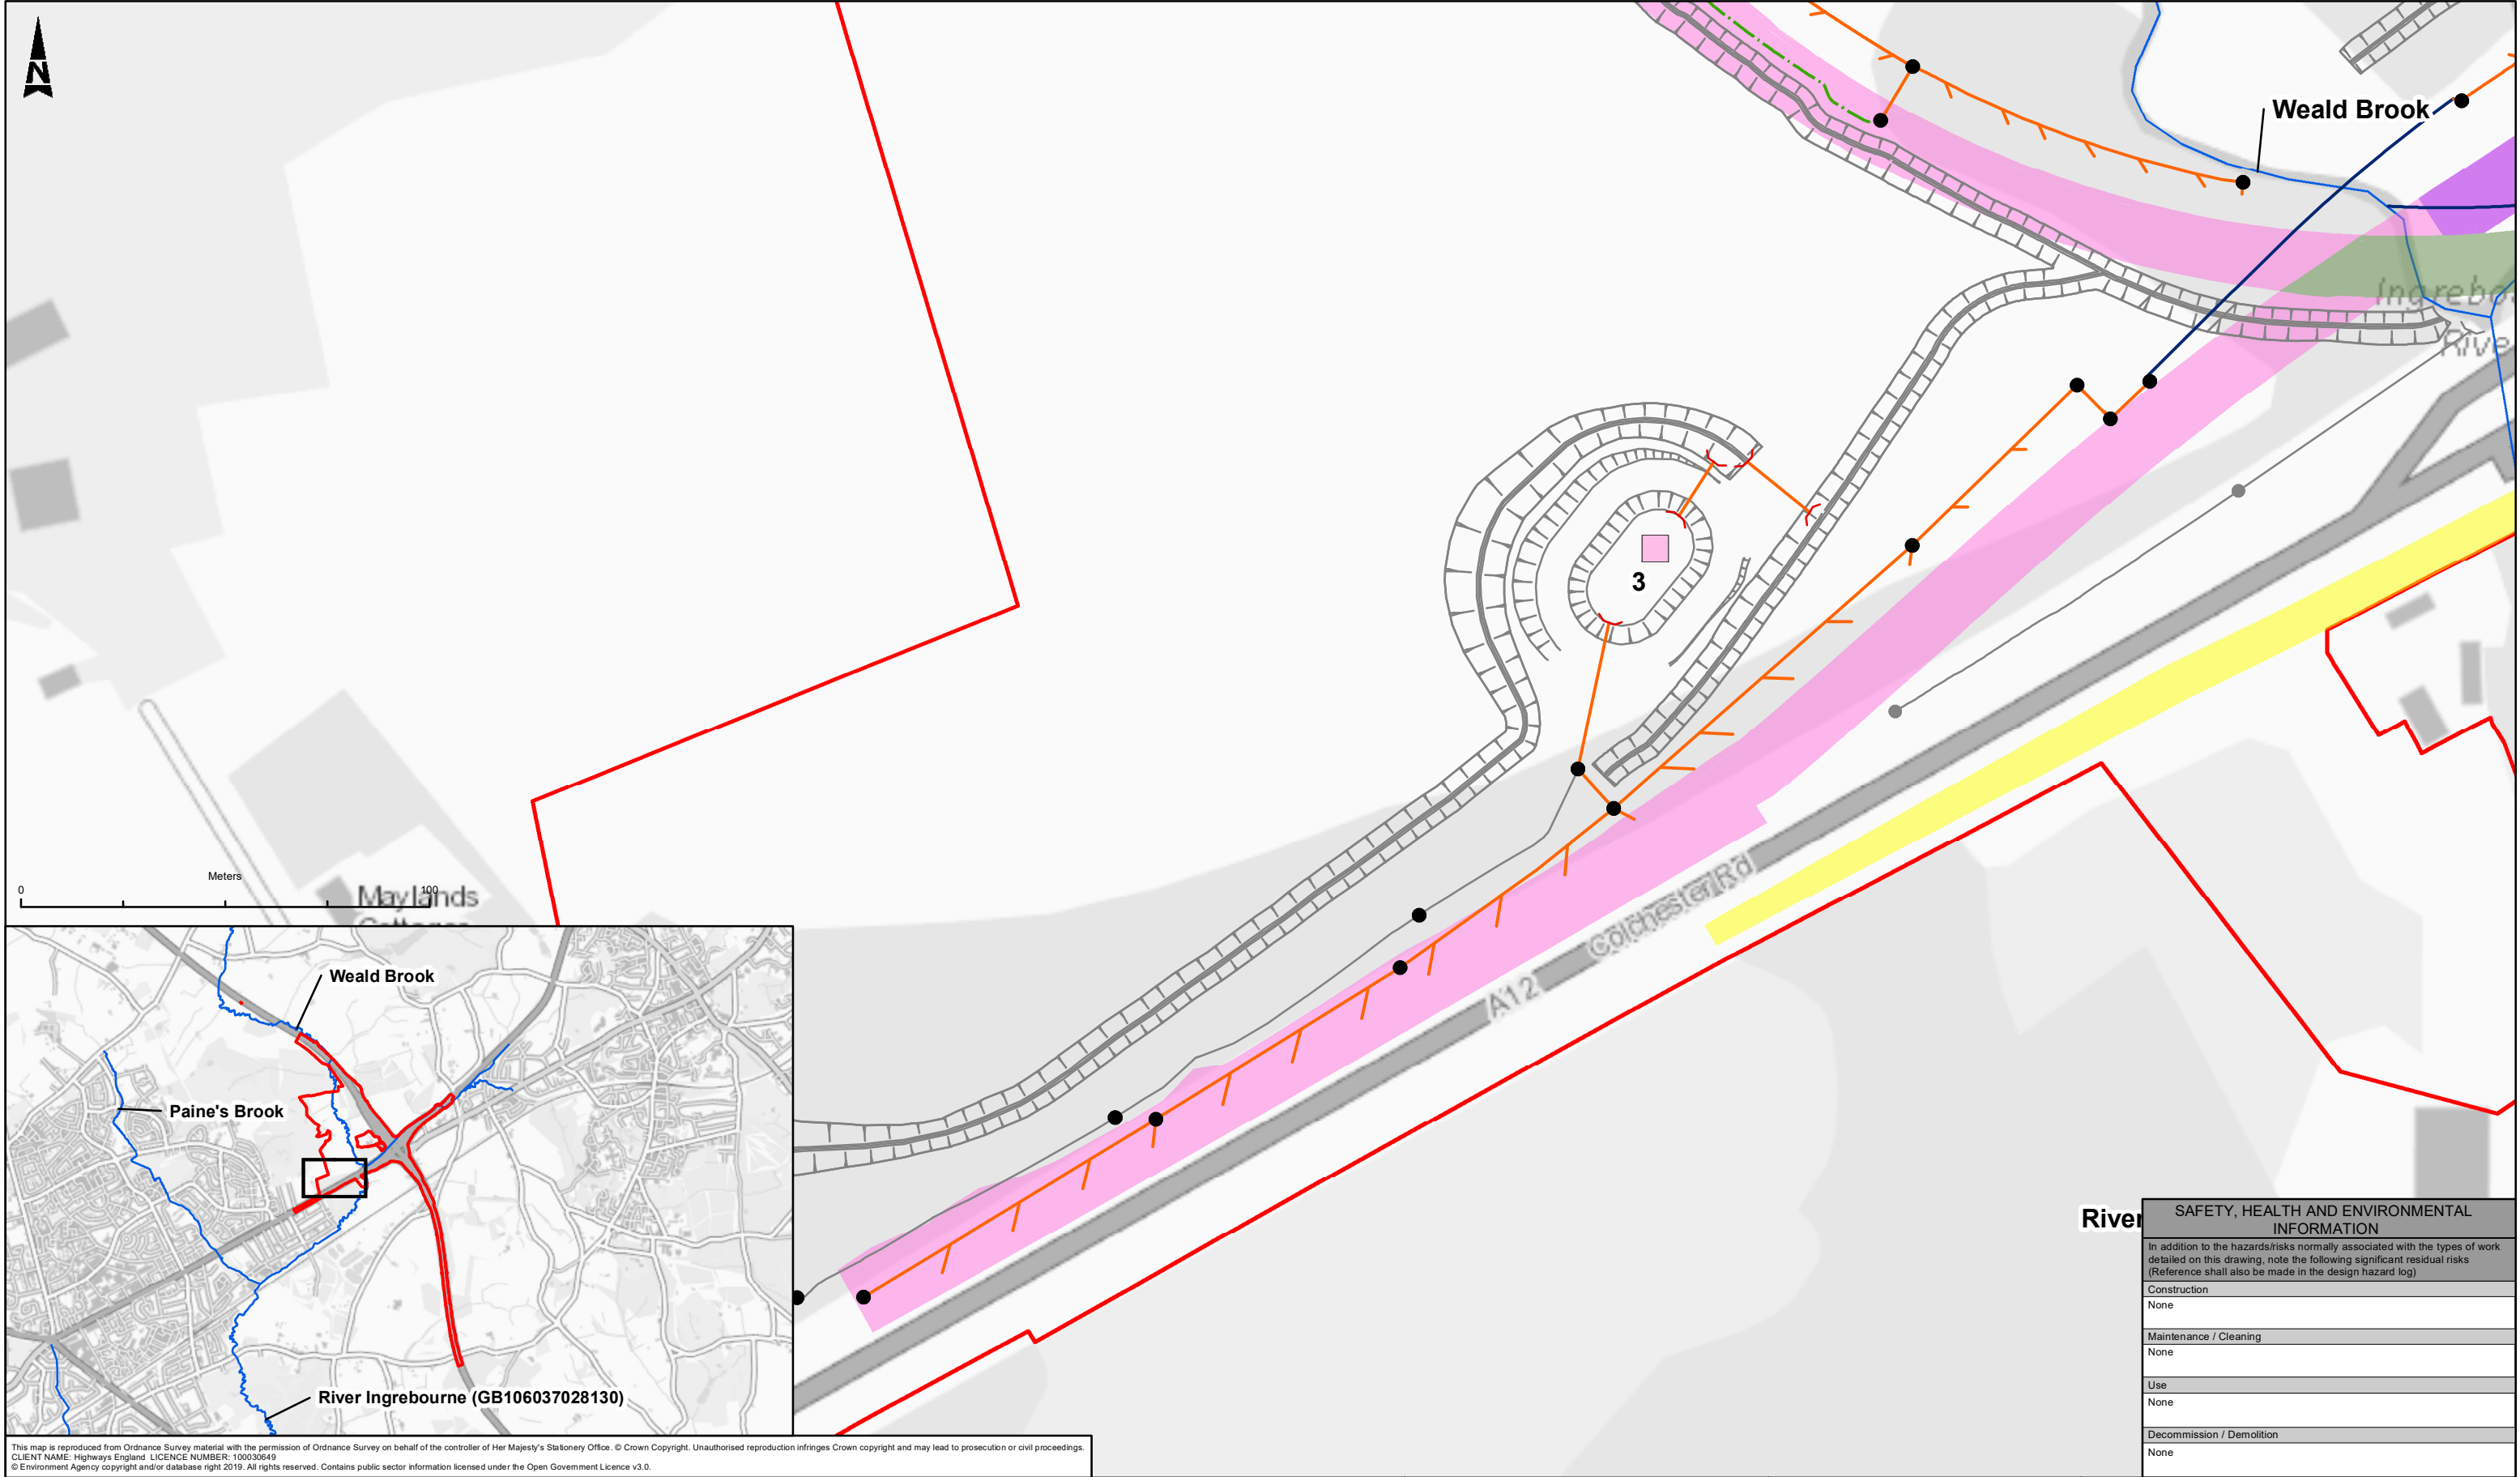 N
Weald Brook
Ingrebo
Rive
3
Meters
0
100
Maylands
Cottages
Colchester Rd
A12
Weald Brook
Paine's Brook
River Ingrebourne (GB106037028130)
River
SAFETY, HEALTH AND ENVIRONMENTAL
INFORMATION
In addition to the hazards/risks normally associated with the types of work
detailed on this drawing, note the following significant residual risks
(Reference shall also be made in the design hazard log)
Construction
None
Maintenance / Cleaning
None
Use
None
Decommission / Demolition
None
This map is reproduced from Ordnance Survey material with the permission of Ordnance Survey on behalf of the controller of Her Majesty's Stationery Office. © Crown Copyright. Unauthorised reproduction infringes Crown copyright and may lead to prosecution or civil proceedings.
CLIENT NAME: Highways England LICENCE NUMBER: 100030649
© Environment Agency copyright and/or database right 2019. All rights reserved. Contains public sector information licensed under the Open Government Licence v3.0.